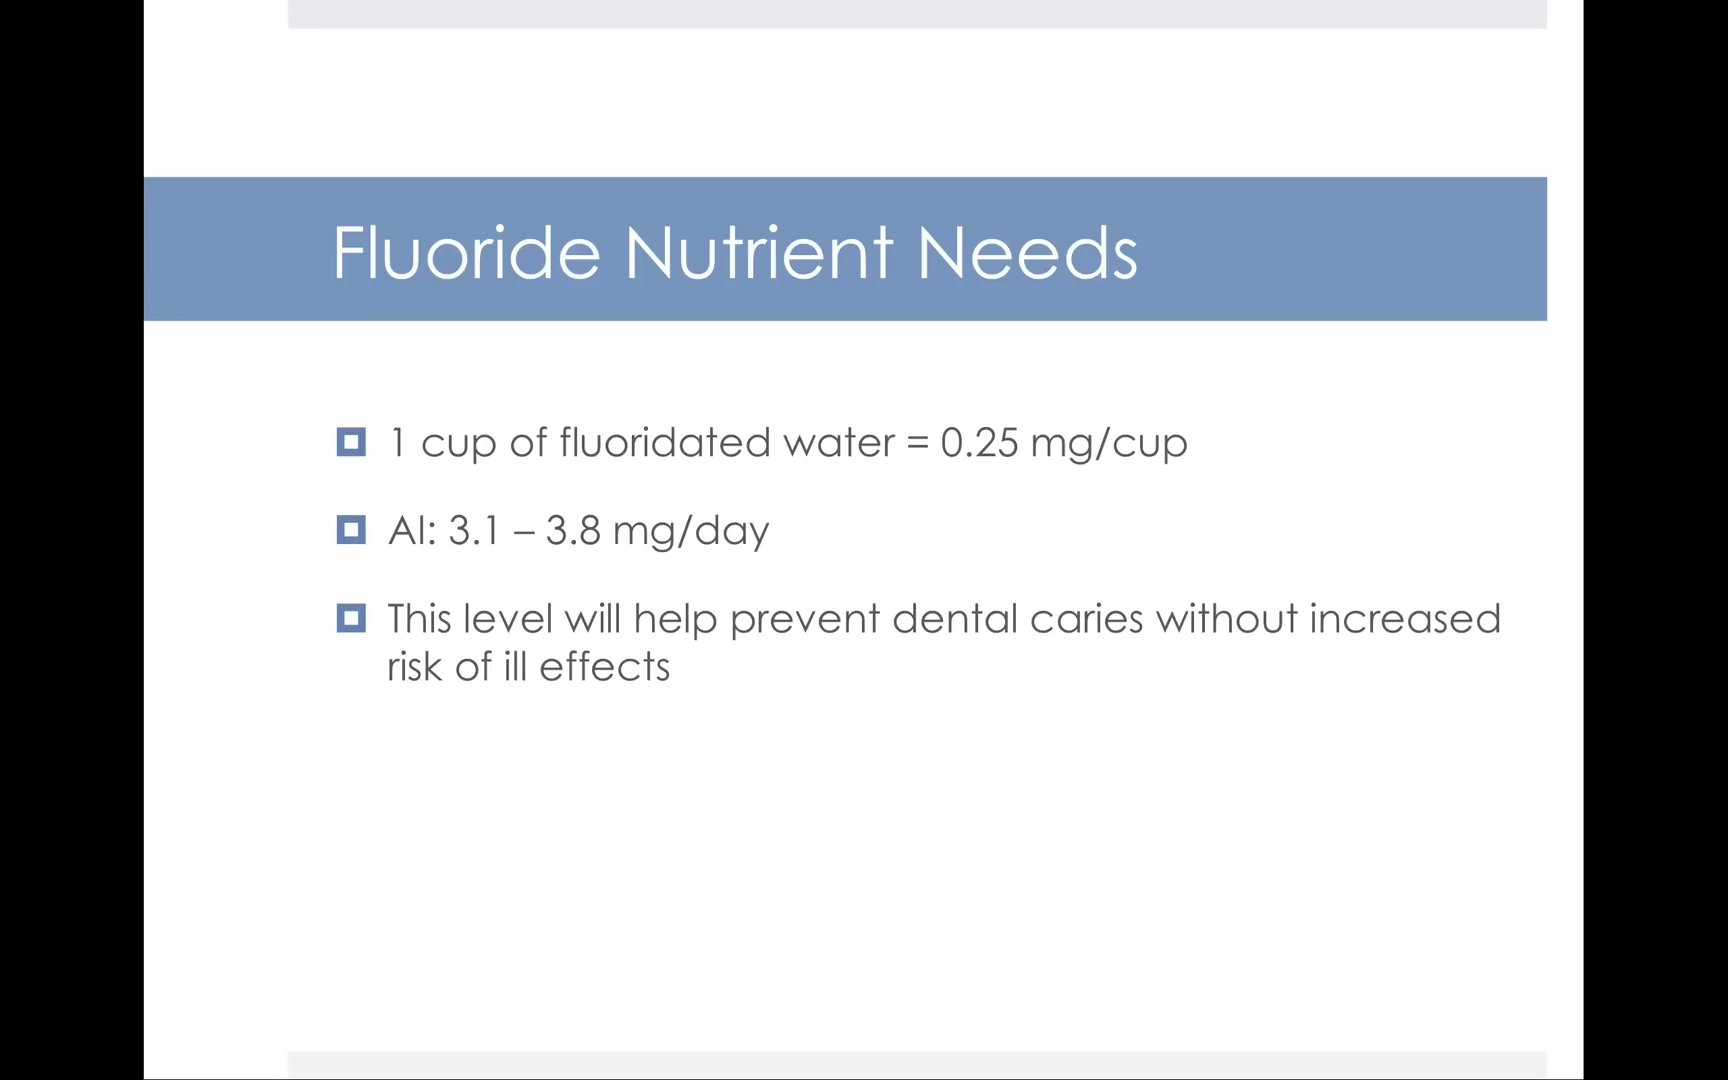 Fluoride Nutrient Needs
1 cup of fluoridated water = 0.25 mg/cup
AI: 3.1 – 3.8 mg/day
This level will help prevent dental caries without increased
risk of ill effects